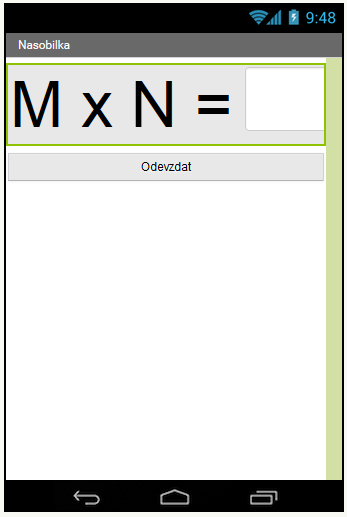 9:48
Nasobilka
M x N =
Odevzdat